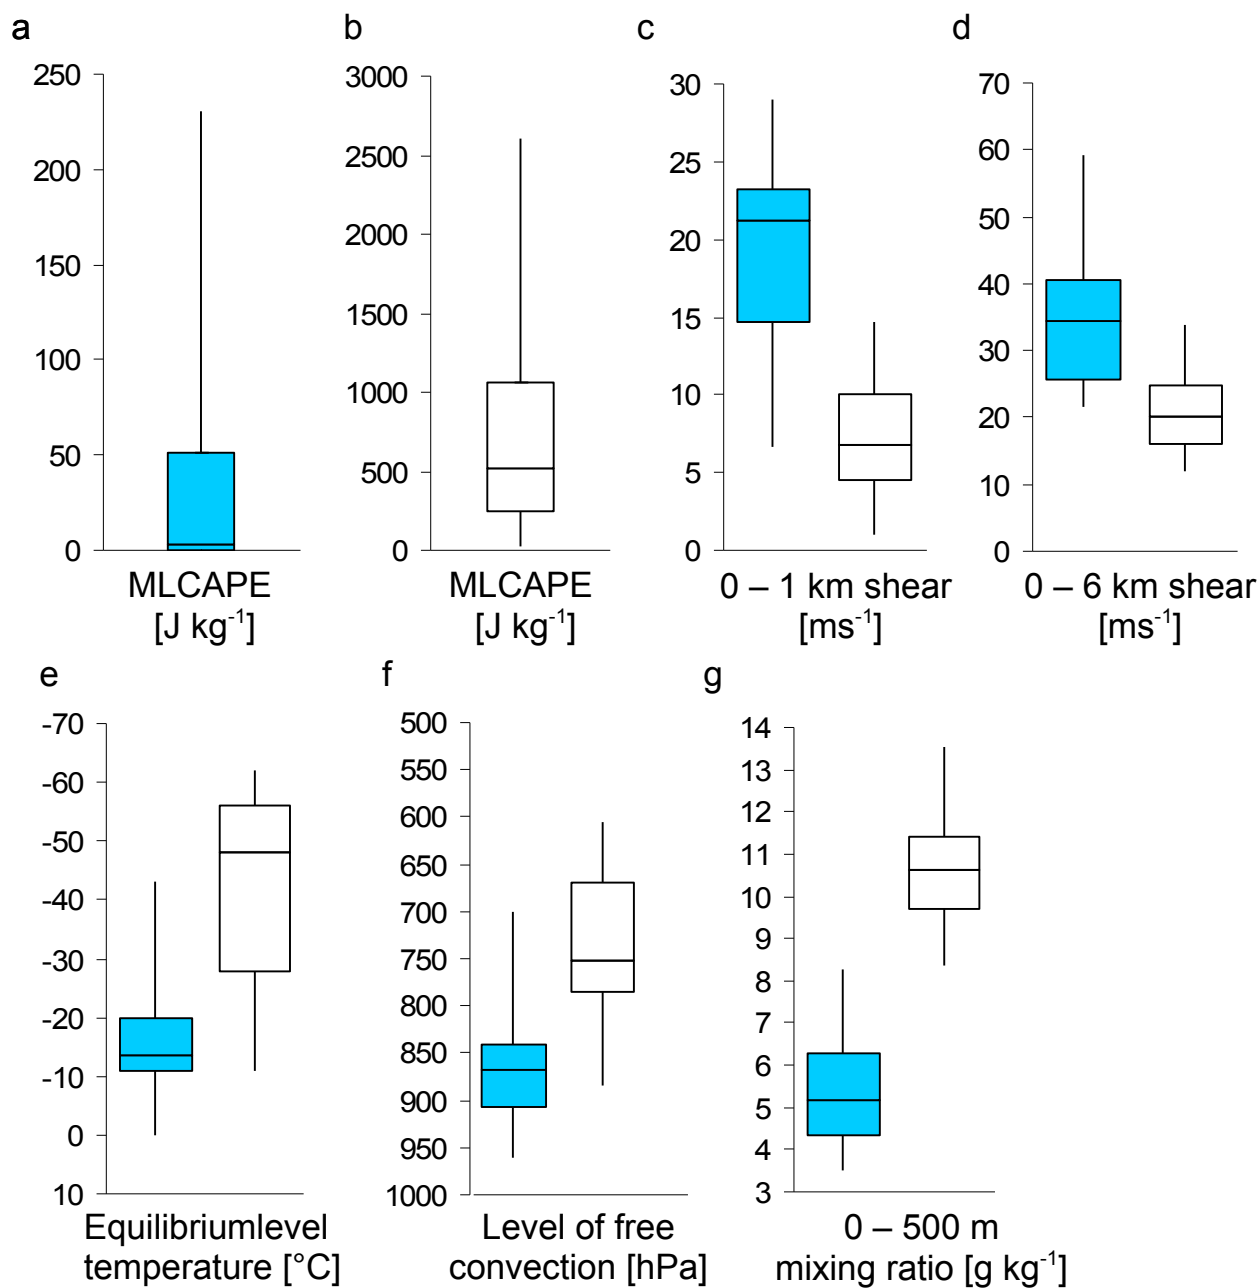 a
250
200
150
100
50
0
MLCAPE
[J kg-1]
b
3000
2500
2000
1500
1000
500
0
MLCAPE
[J kg-1]
c
30
25
20
15
10
5
0
0 – 1 km shear
[ms-1]
d
70
60
50
40
30
20
10
0
0 – 6 km shear
[ms-1]
e
-70
-60
-50
-40
-30
-20
-10
0
10
Equilibriumlevel
temperature [°C]
f
500
550
600
650
700
750
800
850
900
950
1000
Level of free
convection [hPa]
g
14
13
12
11
10
9
8
7
6
5
4
3
0 – 500 m
mixing ratio [g kg-1]